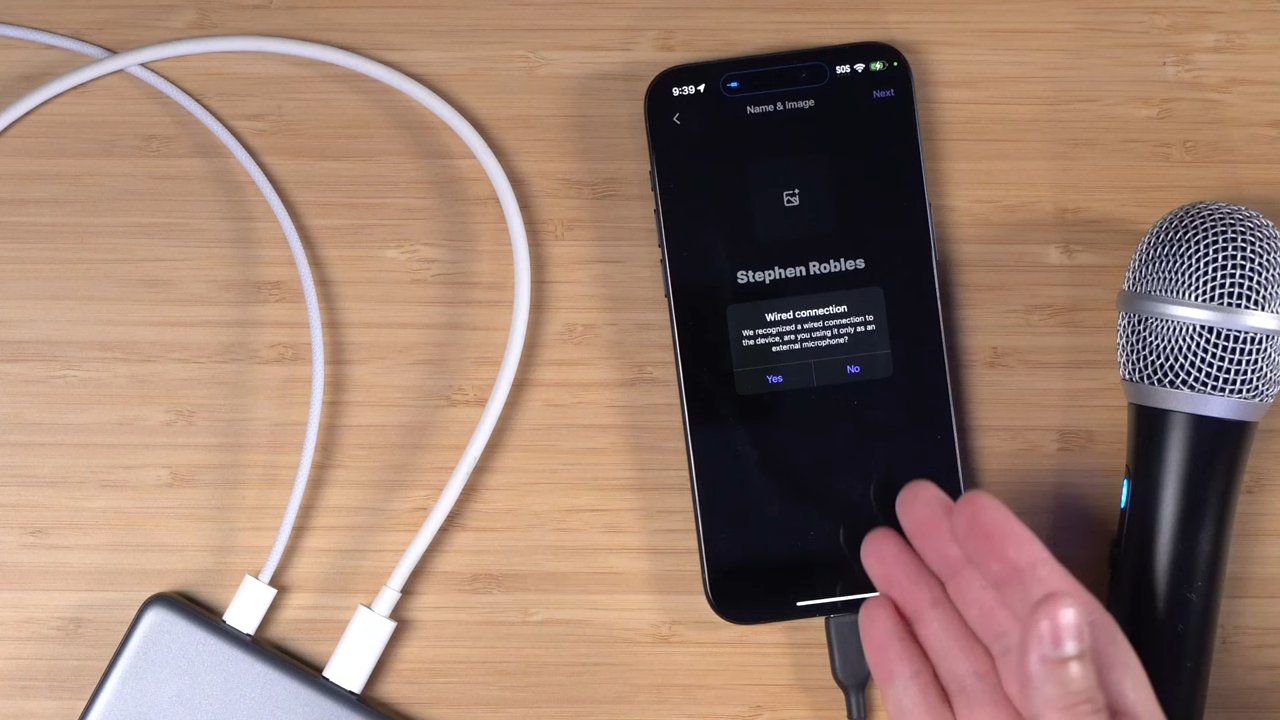 9:39
SOS
Name & Image
Next
Stephen Robles
Wired connection
We recognized a wired connection to
the device, are you using it only as an
external microphone?
Yes
No